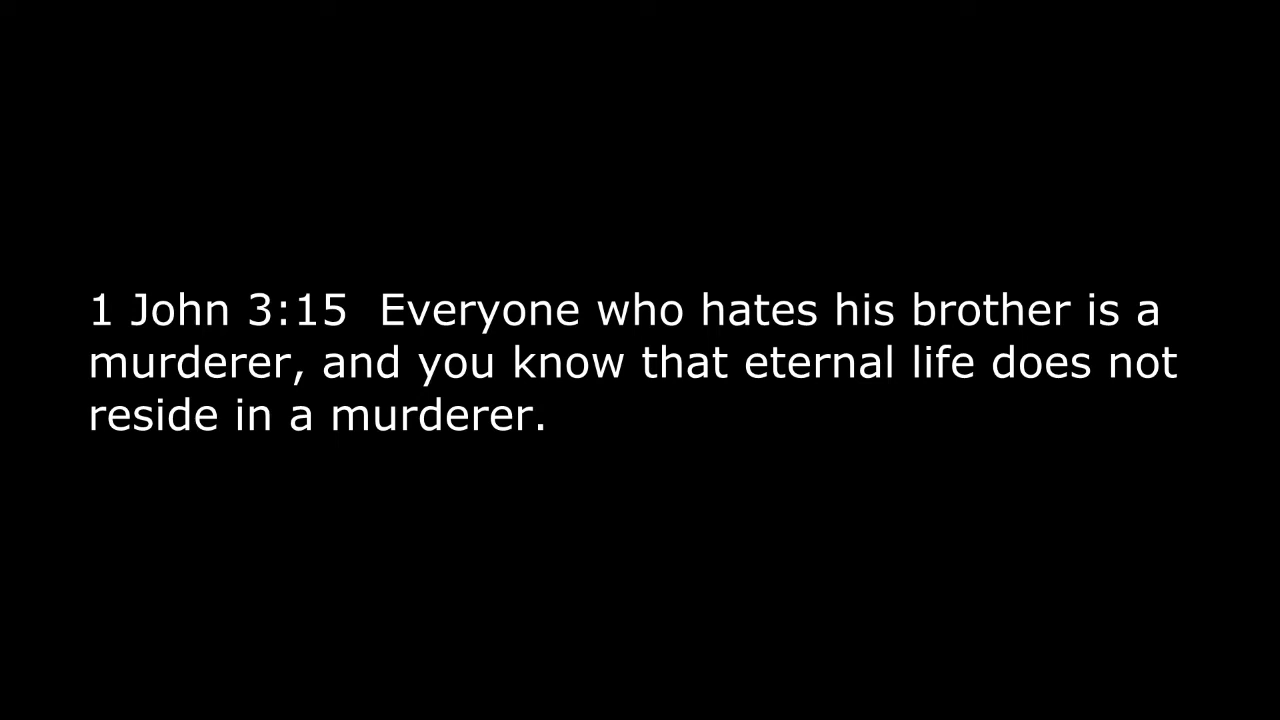 1 John 3:15  Everyone who hates his brother is a
murderer, and you know that eternal life does not
reside in a murderer.